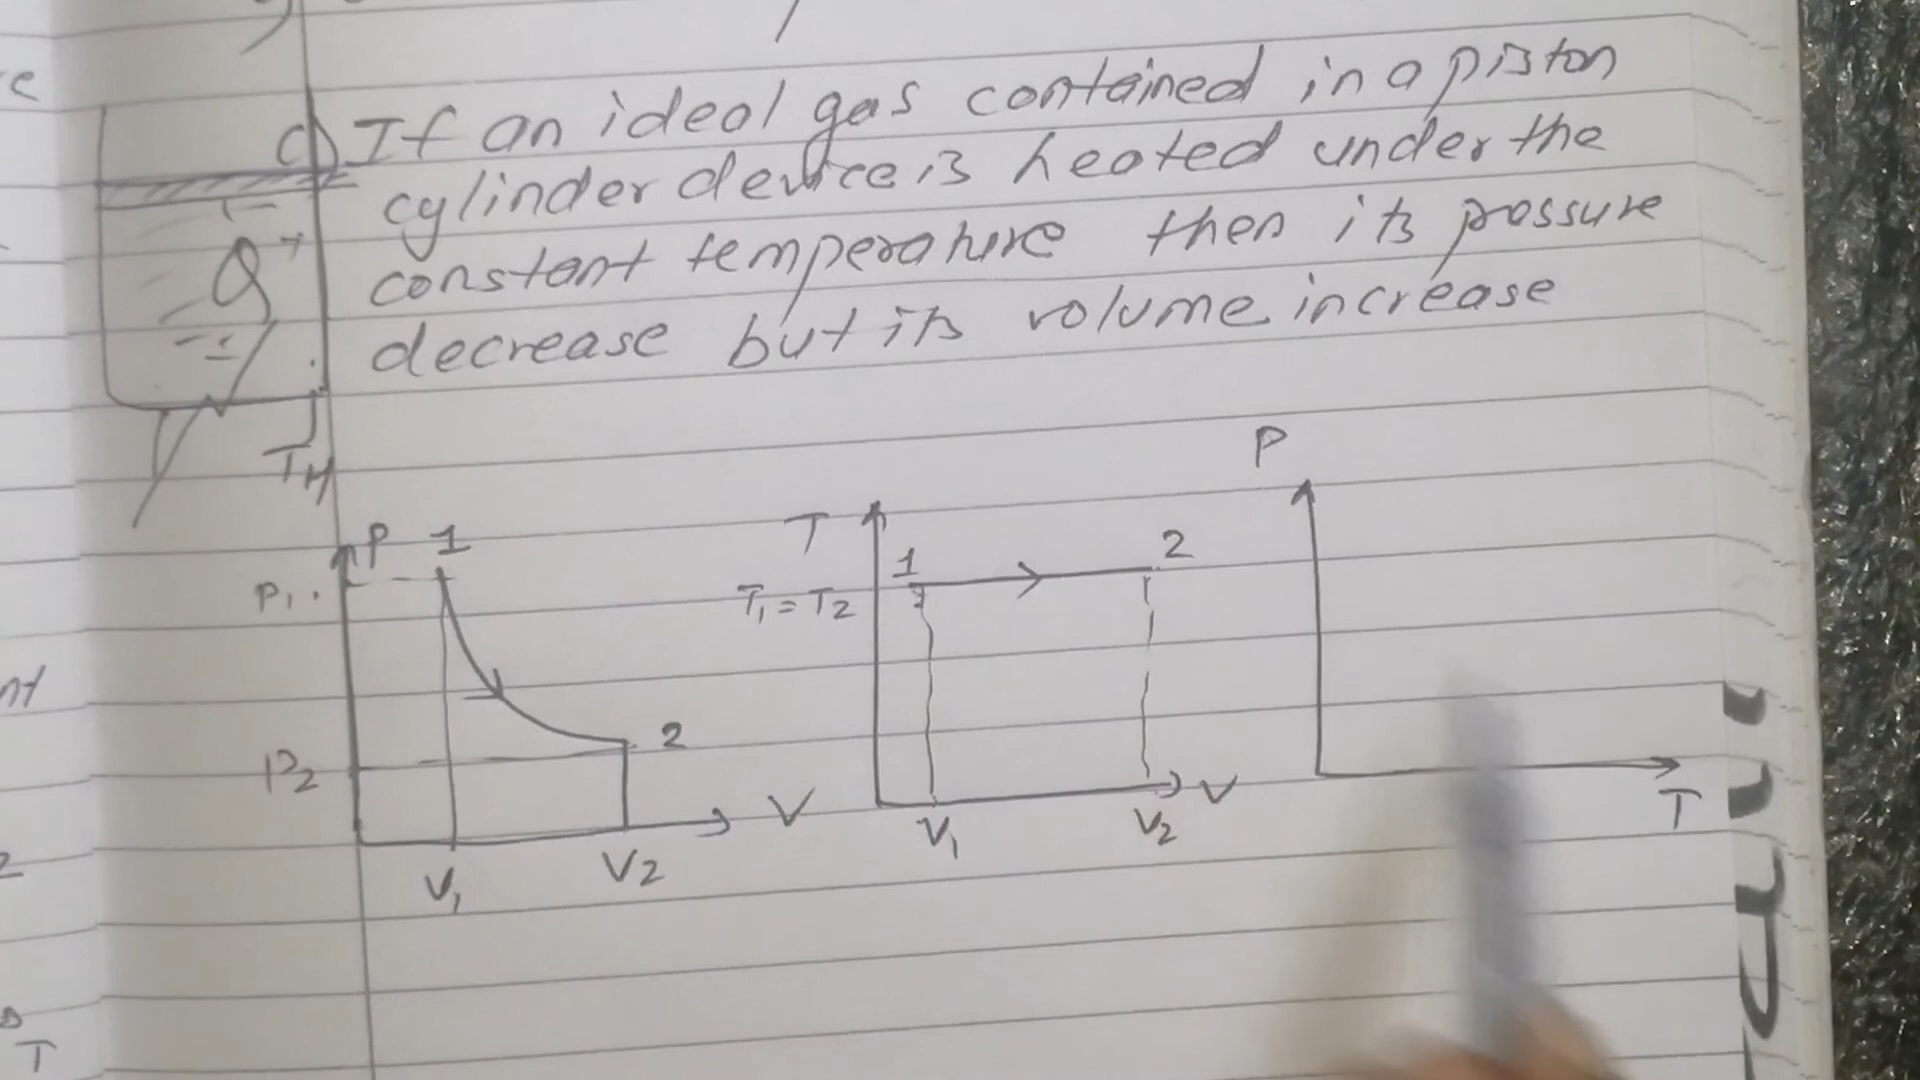 c) If an ideal gas contained in a piston
cylinder device is heated under the
constant temperature then its possure
decrease but its volume increase
Q
TH
P 1
P1
P2
2
V
V1
V2
T
1
2
T1 = T2
V
V1
V2
P
T
T